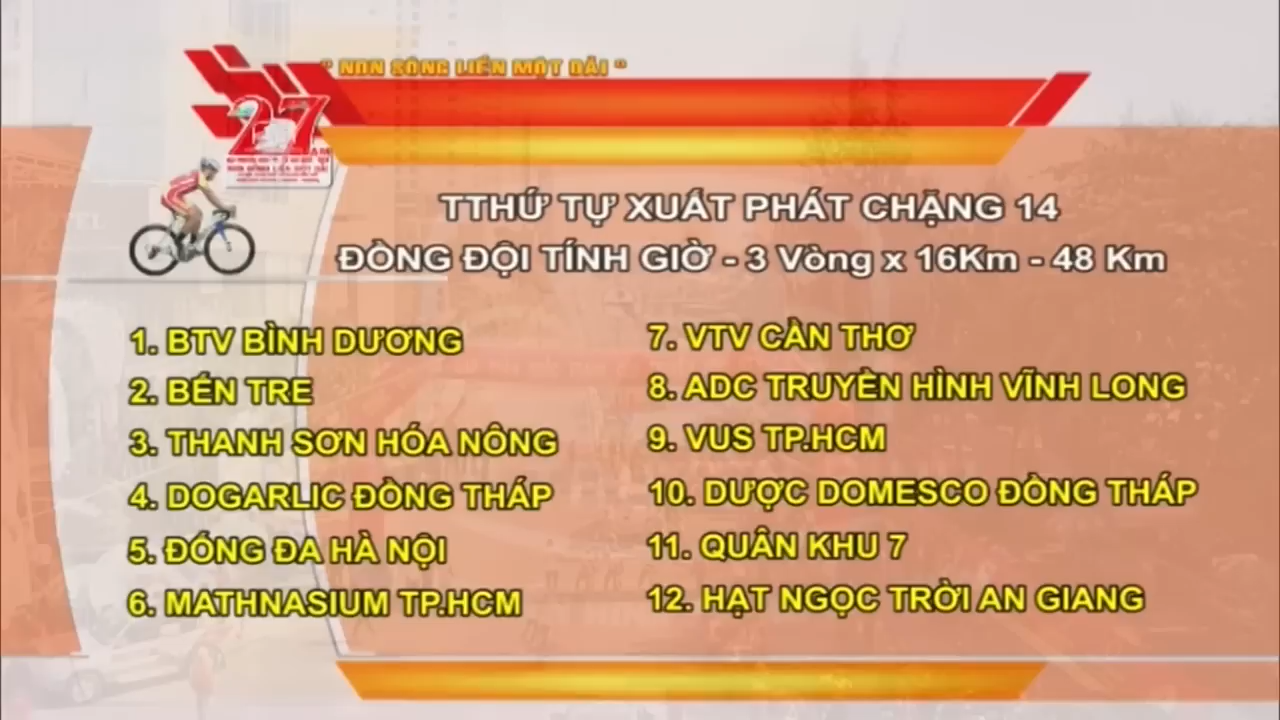 " NON SÔNG LIỀN MỘT DẢI "
27
TTHỨ TỰ XUẤT PHÁT CHẶNG 14
ĐỒNG ĐỘI TÍNH GIỜ - 3 Vòng x 16Km - 48 Km
1. BTV BÌNH DƯƠNG
2. BẾN TRE
3. THANH SƠN HÓA NÔNG
4. DOGARLIC ĐỒNG THÁP
5. ĐÓNG ĐA HÀ NỘI
6. MATHNASIUM TP.HCM
7. VTV CẦN THƠ
8. ADC TRUYỀN HÌNH VĨNH LONG
9. VUS TP.HCM
10. DƯỢC DOMESCO ĐỒNG THÁP
11. QUÂN KHU 7
12. HẠT NGỌC TRỜI AN GIANG